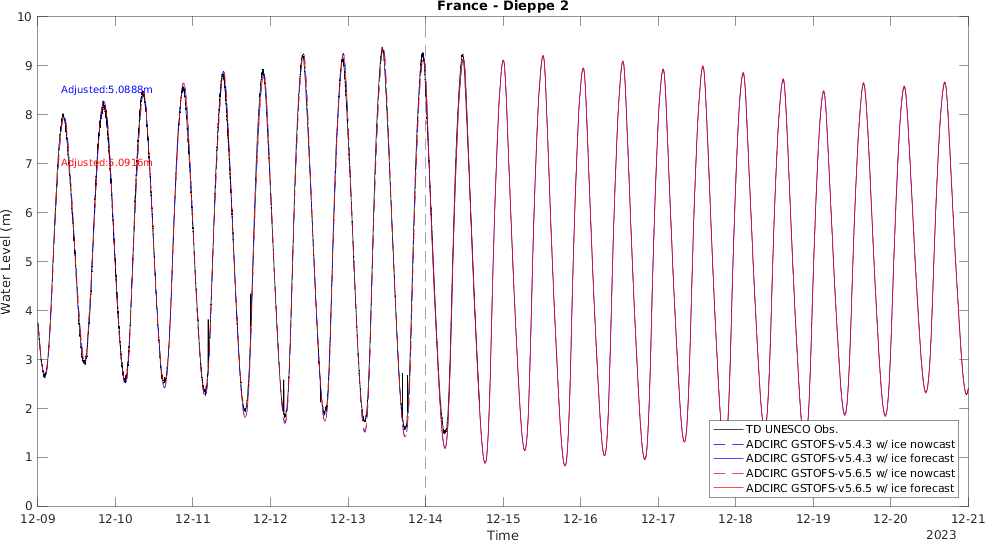 France - Dieppe 2
10
9
8
7
6
5
4
3
2
1
0
Water Level (m)
Adjusted:5.0888m
Adjusted:5.0916m
TD UNESCO Obs.
ADCIRC GSTOFS-v5.4.3 w/ ice nowcast
ADCIRC GSTOFS-v5.4.3 w/ ice forecast
ADCIRC GSTOFS-v5.6.5 w/ ice nowcast
ADCIRC GSTOFS-v5.6.5 w/ ice forecast
12-09 12-10 12-11 12-12 12-13 12-14 12-15 12-16 12-17 12-18 12-19 12-20 12-21
Time
2023